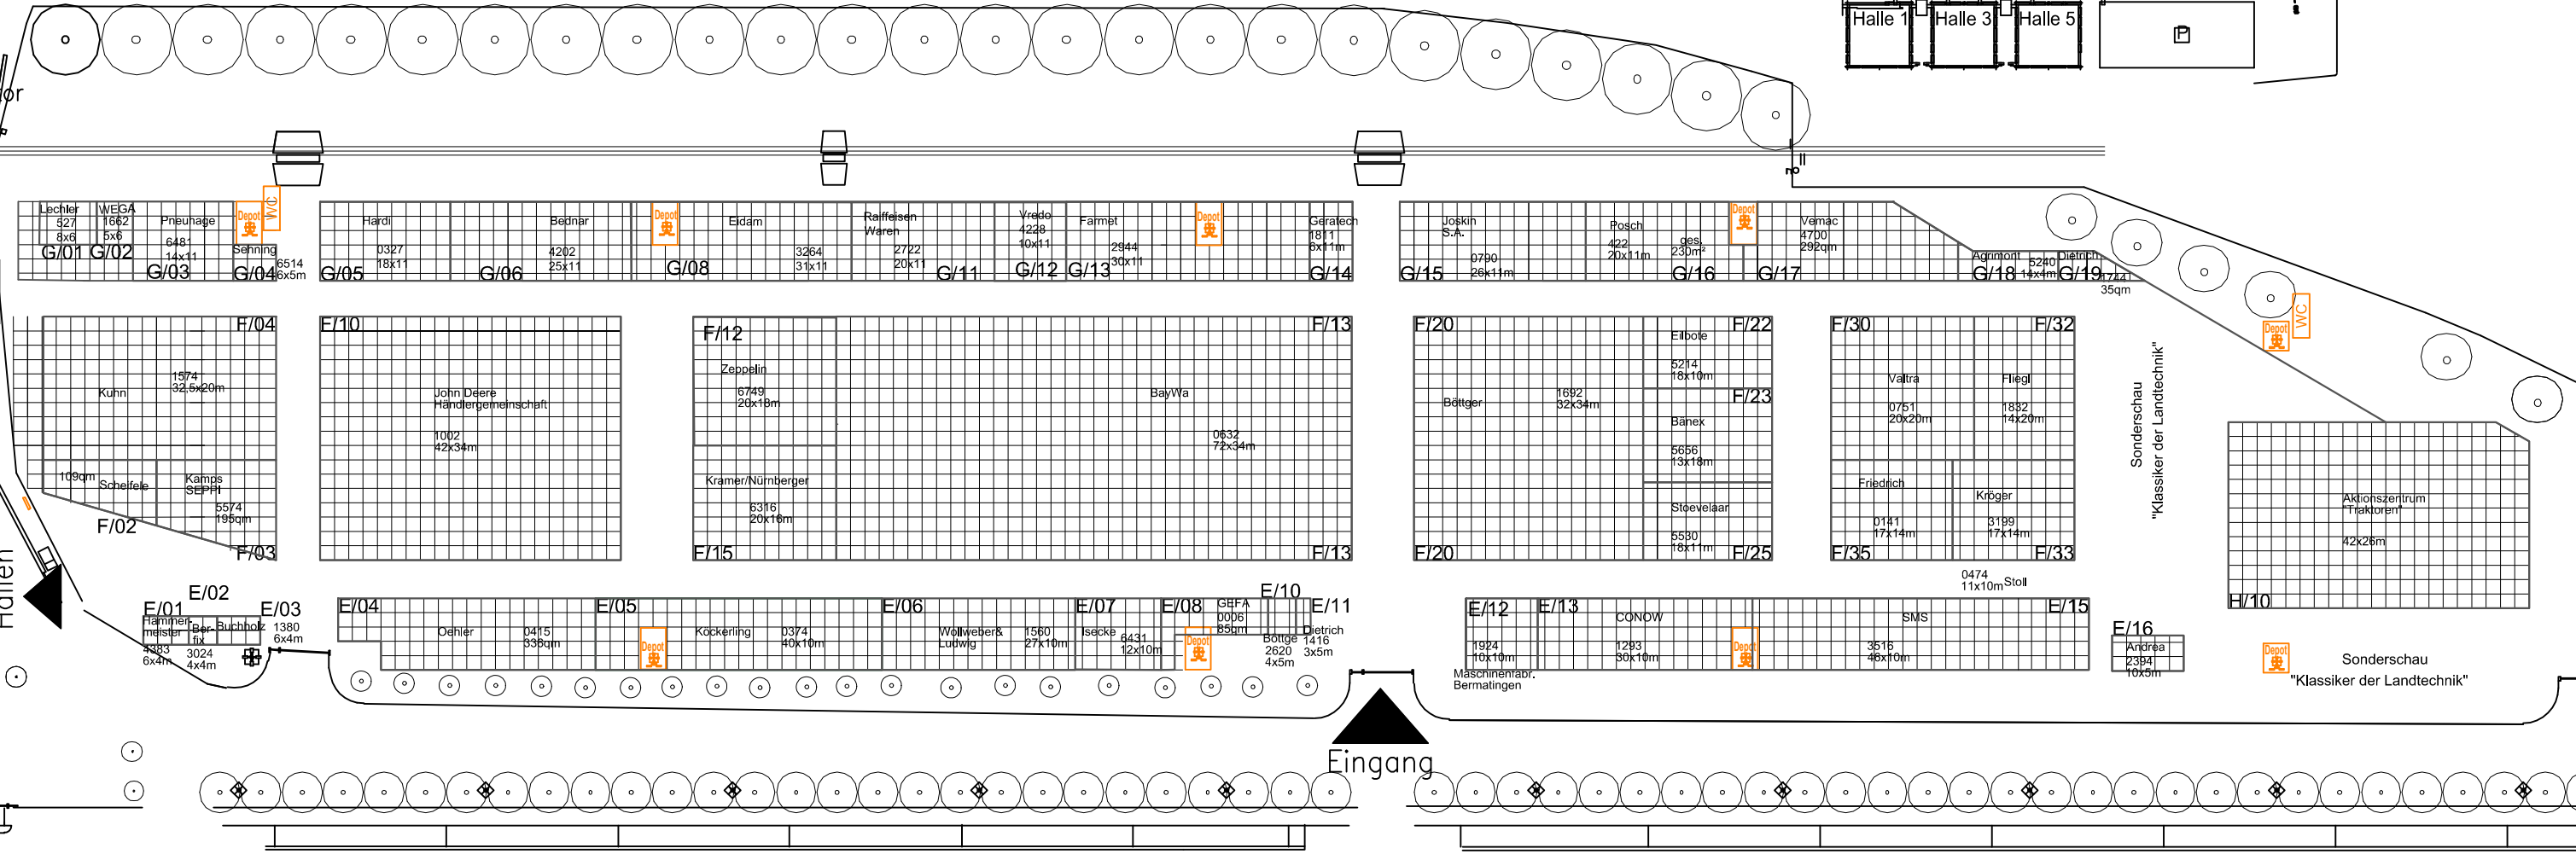 Halle 1
Halle 3
Halle 5
P
or
Lechler
527
8x6
G/01
WEGA
1662
5x6
G/02
Pneuhage
6481
14x11
G/03
Depot
WC
Sehning
G/04
6514
6x5m
Hardi
0327
18x11
G/05
Bednar
4202
25x11
G/06
Depot
Eidam
3264
31x11
G/08
Raiffeisen
Waren
2722
20x11
G/11
Vredo
4228
10x11
G/12
Farmet
2944
30x11
G/13
Depot
Geratech
1811
6x11m
G/14
Joskin
S.A.
0790
26x11m
G/15
Posch
422
20x11m
ges.
230m²
G/16
Depot
Vemac
4700
292qm
G/17
Agrimont
5240
14x4m
G/18
Dietrich
G/19
1744
35qm
Depot
WC
F/04
Kuhn
1574
32,5x20m
109qm
Scheifele
F/02
Kamps
SEPPI
5574
195qm
F/03
F/10
John Deere
Händlergemeinschaft
1002
42x34m
F/12
Zeppelin
6749
20x18m
Kramer/Nürnberger
6316
20x16m
F/15
F/13
BayWa
0632
72x34m
F/13
F/20
Böttger
1692
32x34m
F/20
F/22
Eilbote
5214
18x10m
F/23
Bänex
5656
13x18m
Stoevelaar
5530
18x11m
F/25
F/30
Valtra
0751
20x20m
F/32
Fliegl
1832
14x20m
Friedrich
0141
17x14m
F/35
Kröger
3199
17x14m
F/33
Sonderschau
"Klassiker der Landtechnik"
Aktionszentrum
"Traktoren"
42x26m
H/10
0474
11x10m
Stoll
Hallen
E/01
E/02
E/03
Hammer-
meister
4383
6x4m
Ber-
fix
3024
4x4m
Buchholz
1380
6x4m
E/04
Oehler
0415
336qm
E/05
Depot
Köckerling
0374
40x10m
E/06
Wollweber&
Ludwig
1560
27x10m
E/07
Isecke
6431
12x10m
E/08
Depot
GEFA
0006
85qm
E/10
Böttge
2620
4x5m
E/11
Dietrich
1416
3x5m
E/12
1924
10x10m
Maschinenfabr.
Bermatingen
E/13
CONOW
1293
30x10m
Depot
SMS
3516
46x10m
E/15
E/16
Andrea
2394
10x5m
Depot
Sonderschau
"Klassiker der Landtechnik"
Eingang